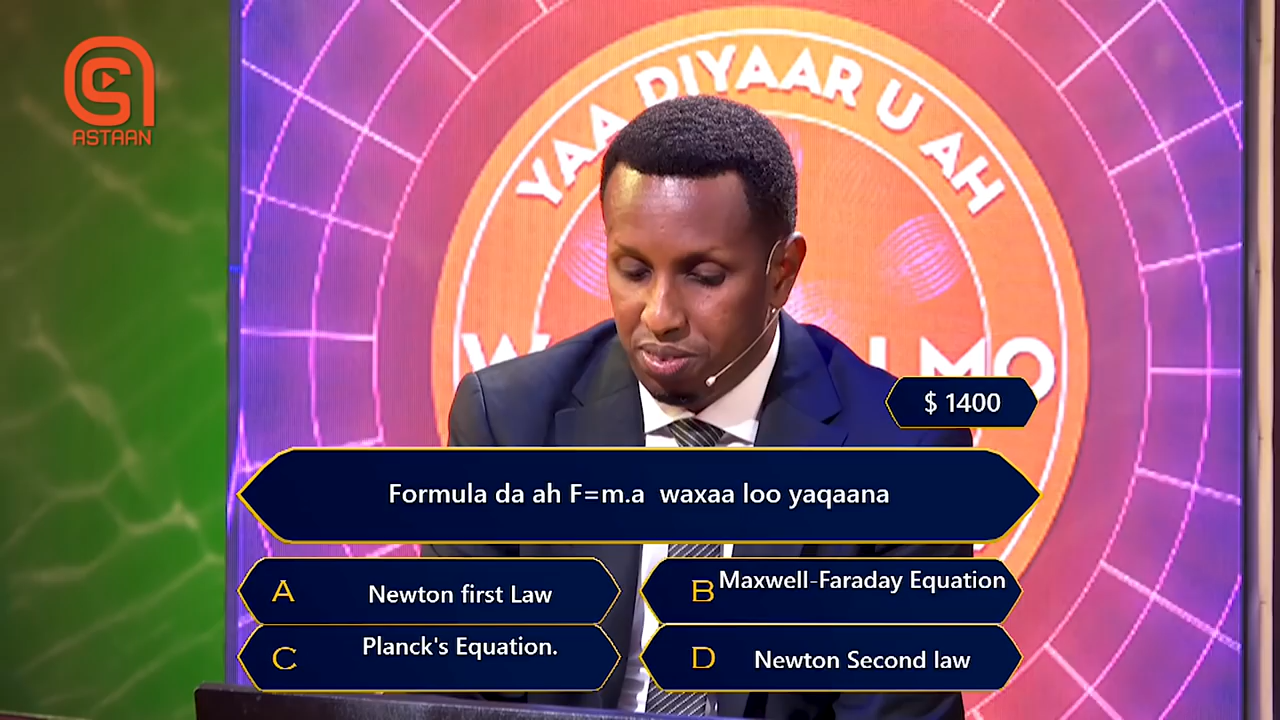 ASTAAN
YAA DIYAAR U AH
$ 1400
Formula da ah F=m.a waxaa loo yaqaana
A Newton first Law
B Maxwell-Faraday Equation
C Planck's Equation.
D Newton Second law